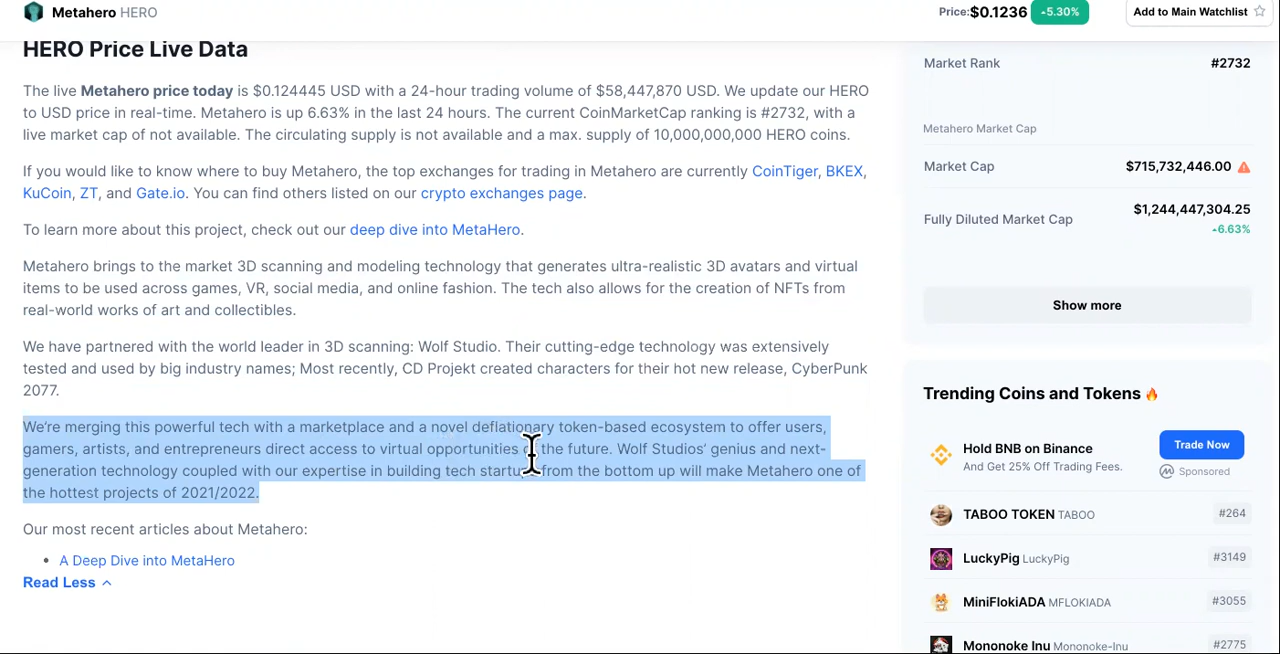 Metahero HERO
Price: $0.1236 -5.30%
Add to Main Watchlist
HERO Price Live Data
The live Metahero price today is $0.124445 USD with a 24-hour trading volume of $58,447,870 USD. We update our HERO
to USD price in real-time. Metahero is up 6.63% in the last 24 hours. The current CoinMarketCap ranking is #2732, with a
live market cap of not available. The circulating supply is not available and a max. supply of 10,000,000,000 HERO coins.
If you would like to know where to buy Metahero, the top exchanges for trading in Metahero are currently CoinTiger, BKEX,
KuCoin, ZT, and Gate.io. You can find others listed on our crypto exchanges page.
To learn more about this project, check out our deep dive into MetaHero.
Metahero brings to the market 3D scanning and modeling technology that generates ultra-realistic 3D avatars and virtual
items to be used across games, VR, social media, and online fashion. The tech also allows for the creation of NFTs from
real-world works of art and collectibles.
We have partnered with the world leader in 3D scanning: Wolf Studio. Their cutting-edge technology was extensively
tested and used by big industry names; Most recently, CD Projekt created characters for their hot new release, CyberPunk
2077.
We're merging this powerful tech with a marketplace and a novel deflationary token-based ecosystem to offer users,
gamers, artists, and entrepreneurs direct access to virtual opportunities of the future. Wolf Studios' genius and next-
generation technology coupled with our expertise in building tech startups from the bottom up will make Metahero one of
the hottest projects of 2021/2022.
Our most recent articles about Metahero:
• A Deep Dive into MetaHero
Read Less
Market Rank #2732
Metahero Market Cap
Market Cap $715,732,446.00
Fully Diluted Market Cap $1,244,447,304.25
6.63%
Show more
Trending Coins and Tokens
Hold BNB on Binance
And Get 25% Off Trading Fees.
Trade Now
Sponsored
TABOO TOKEN TABOO #264
LuckyPig LuckyPig #3149
MiniFlokiADA MFLOKIADA #3055
Mononoke Inu Mononoke-Inu #2775